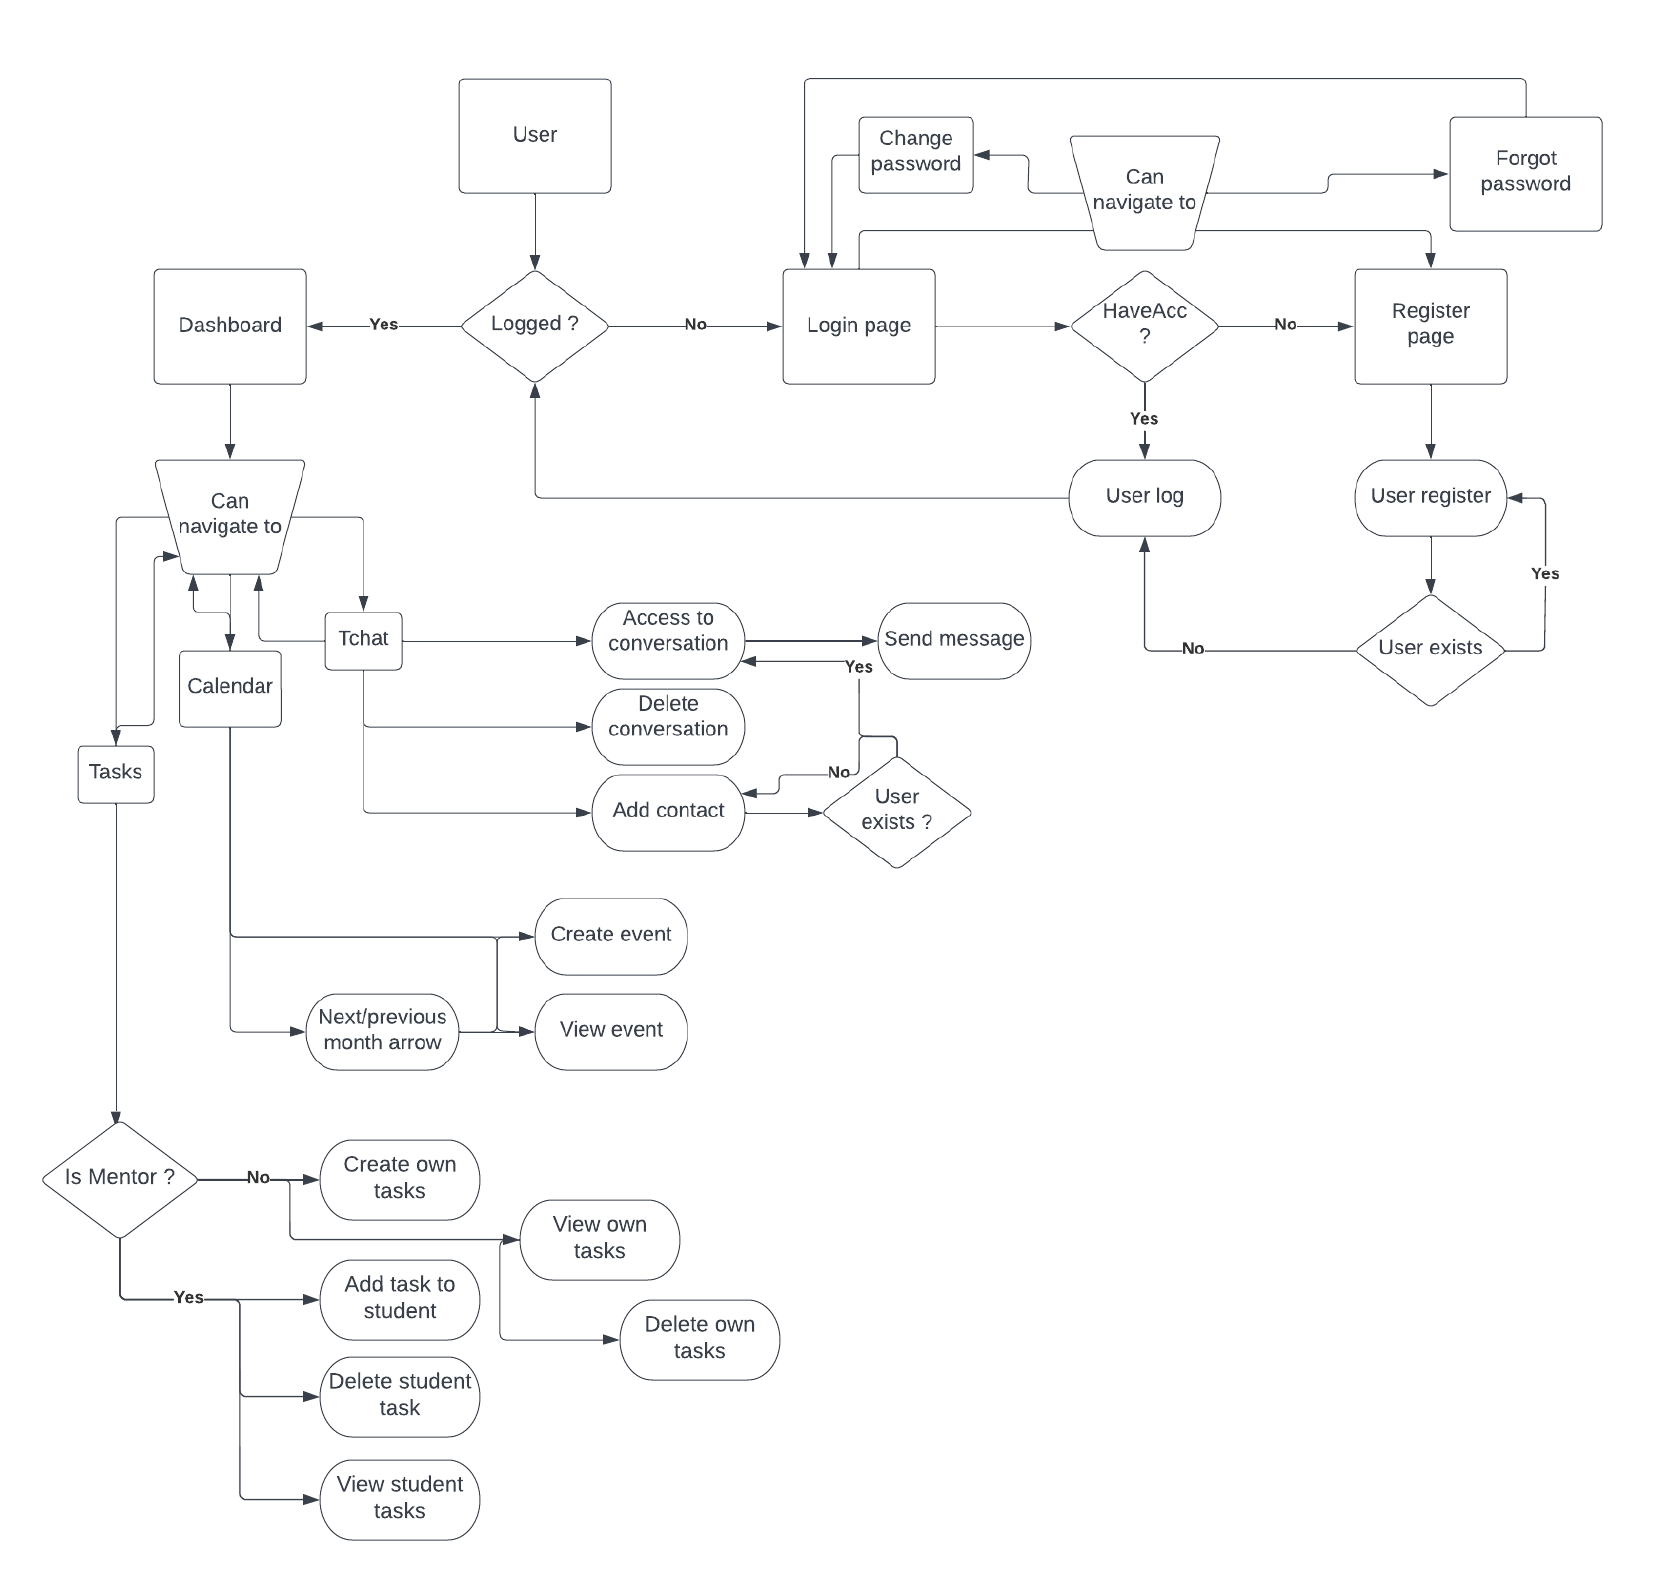 User
Change
password
Can
navigate to
Forgot
password
Dashboard
Yes
Logged ?
No
Login page
HaveAcc
?
No
Register
page
Yes
Can
navigate to
User log
User register
Yes
Tchat
Access to
conversation
Send message
No
User exists
Yes
Calendar
Delete
conversation
Tasks
No
Add contact
User
exists ?
Create event
Next/previous
month arrow
View event
Is Mentor ?
No
Create own
tasks
View own
tasks
Yes
Add task to
student
Delete own
tasks
Delete student
task
View student
tasks